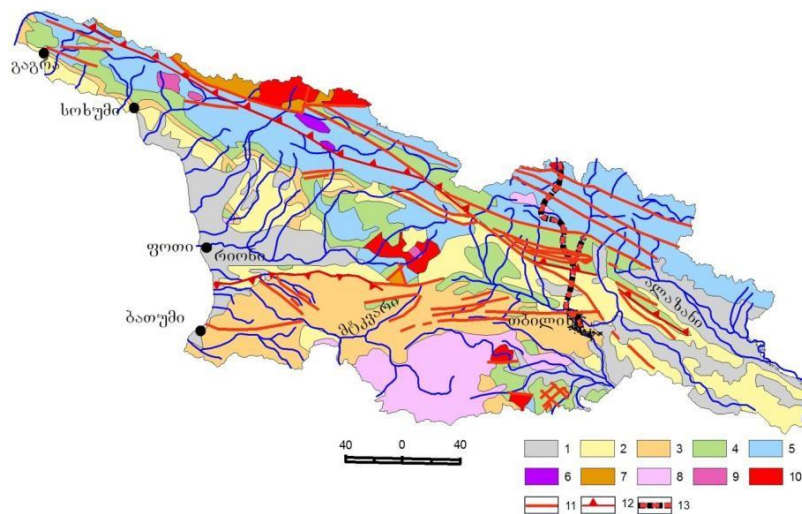 გაგრა
სოხუმი
ფოთი
რიონი
ბათუმი
მტკვარი
თბილისი
ალაზანი
40 0 40
1 2 3 4 5
6 7 8 9 10
11 12 13